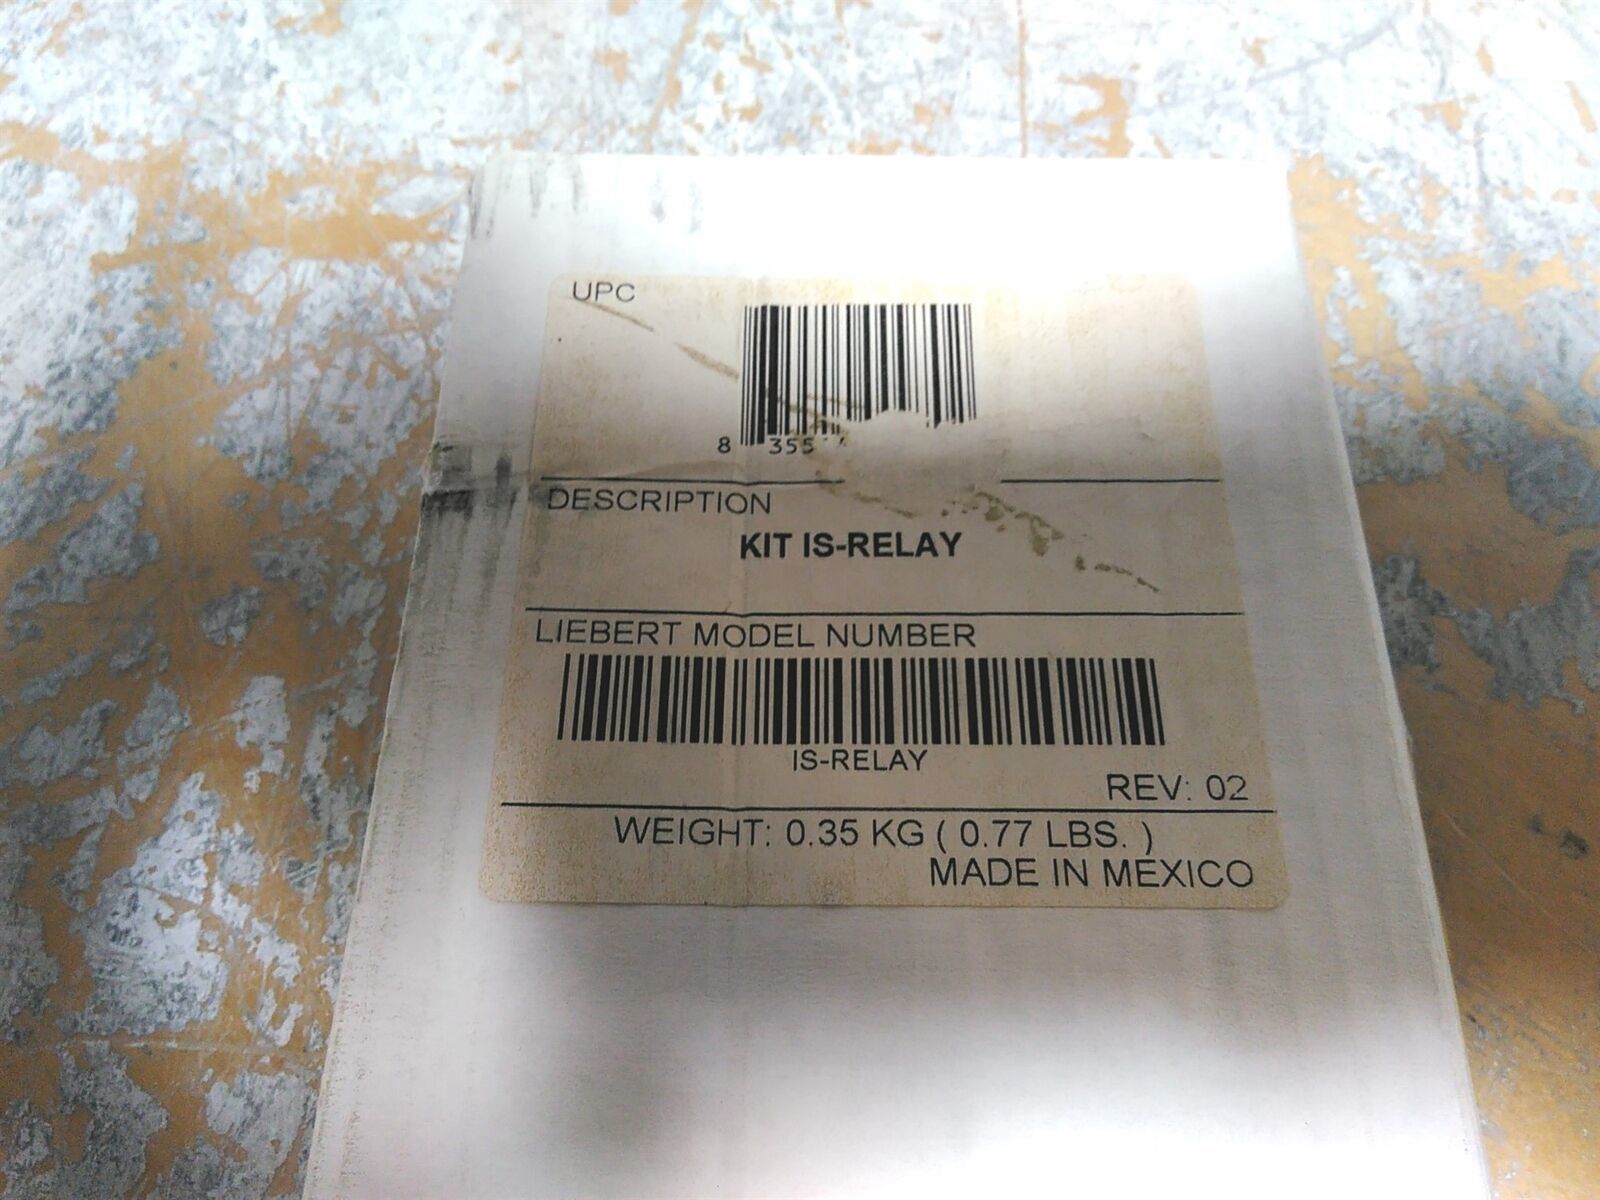 UPC
8 355
DESCRIPTION
KIT IS-RELAY
LIEBERT MODEL NUMBER
IS-RELAY
REV: 02
WEIGHT: 0.35 KG ( 0.77 LBS. )
MADE IN MEXICO